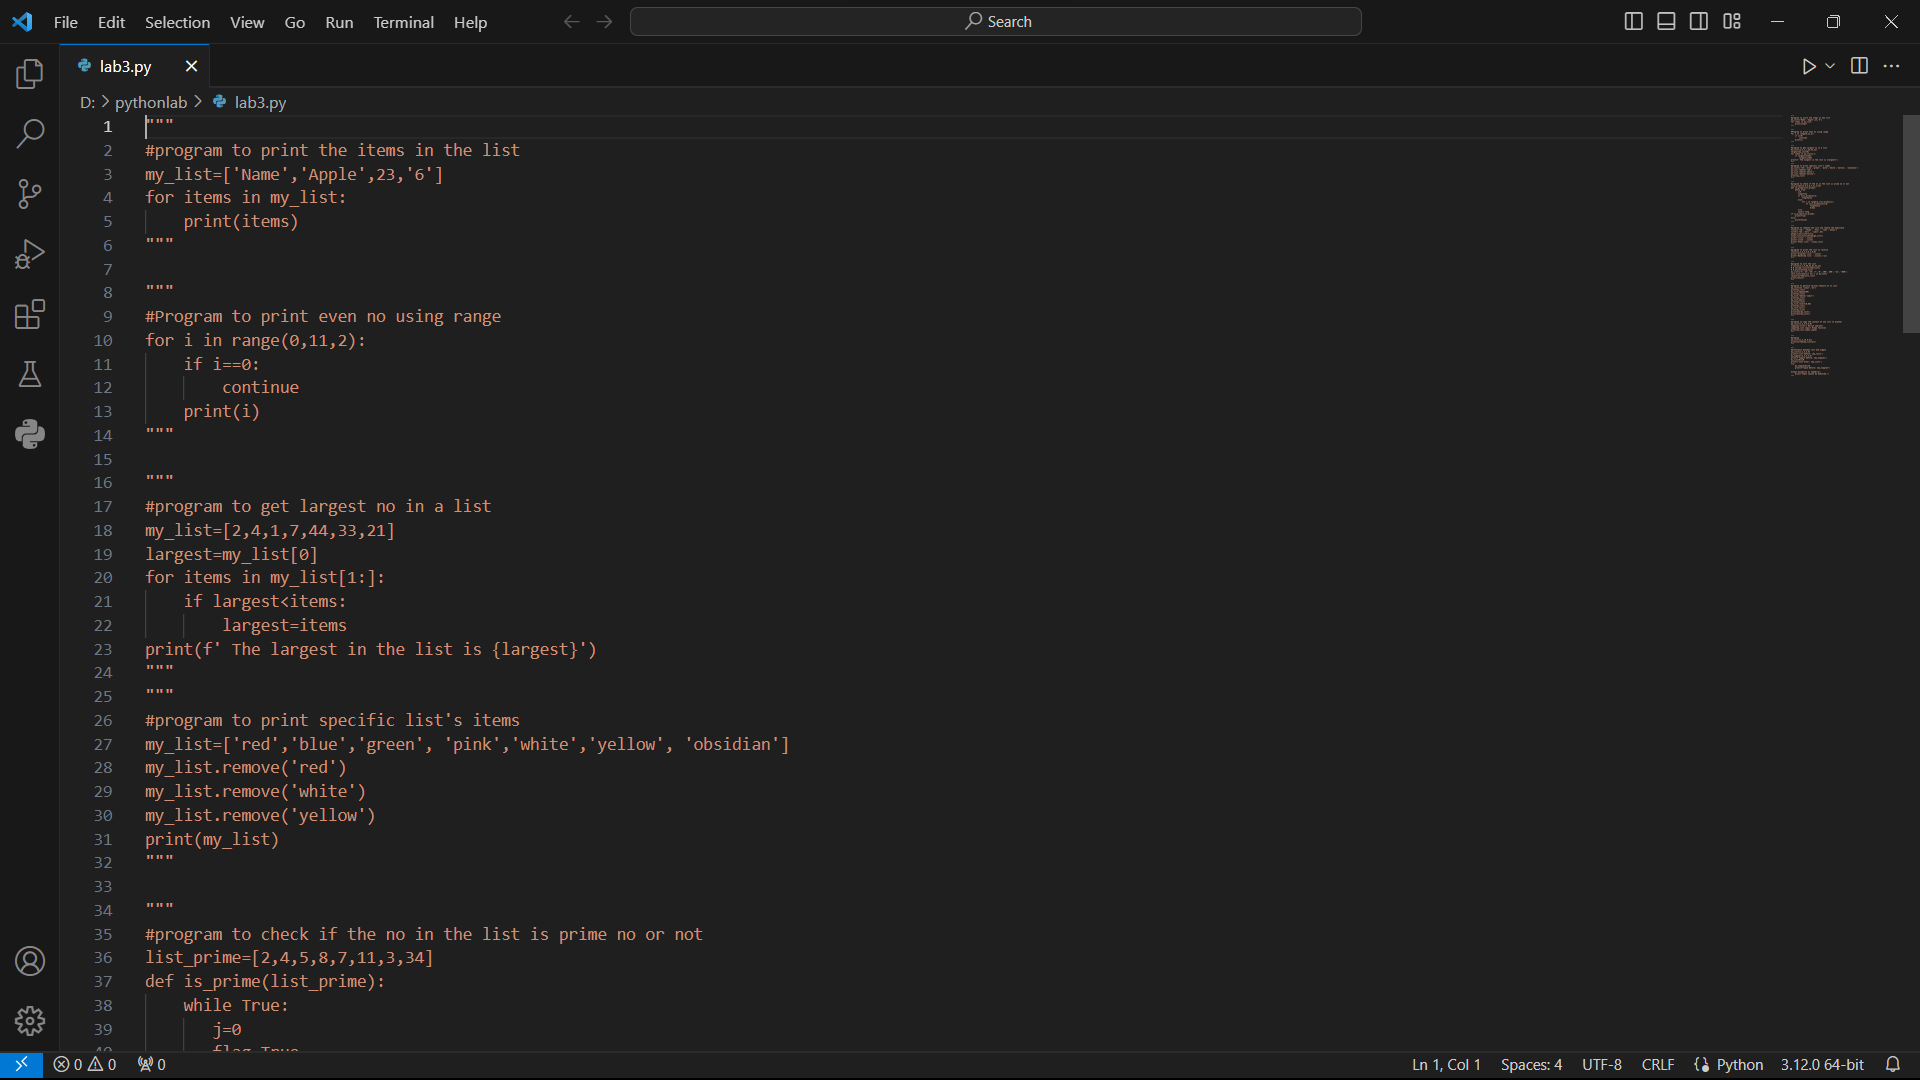 File Edit Selection View Go Run Terminal Help
Search
lab3.py
D: > pythonlab > lab3.py
1 """
2 #program to print the items in the list
3 my_list=['Name','Apple',23,'6']
4 for items in my_list:
5     print(items)
6 """
7
8 """
9 #Program to print even no using range
10 for i in range(0,11,2):
11     if i==0:
12         continue
13     print(i)
14 """
15
16 """
17 #program to get largest no in a list
18 my_list=[2,4,1,7,44,33,21]
19 largest=my_list[0]
20 for items in my_list[1:]:
21     if largest<items:
22         largest=items
23 print(f' The largest in the list is {largest}')
24 """
25 """
26 #program to print specific list's items
27 my_list=['red','blue','green', 'pink','white','yellow', 'obsidian']
28 my_list.remove('red')
29 my_list.remove('white')
30 my_list.remove('yellow')
31 print(my_list)
32 """
33
34 """
35 #program to check if the no in the list is prime no or not
36 list_prime=[2,4,5,8,7,11,3,34]
37 def is_prime(list_prime):
38     while True:
39        j=0
0 0 0
Ln 1, Col 1 Spaces: 4 UTF-8 CRLF Python 3.12.0 64-bit